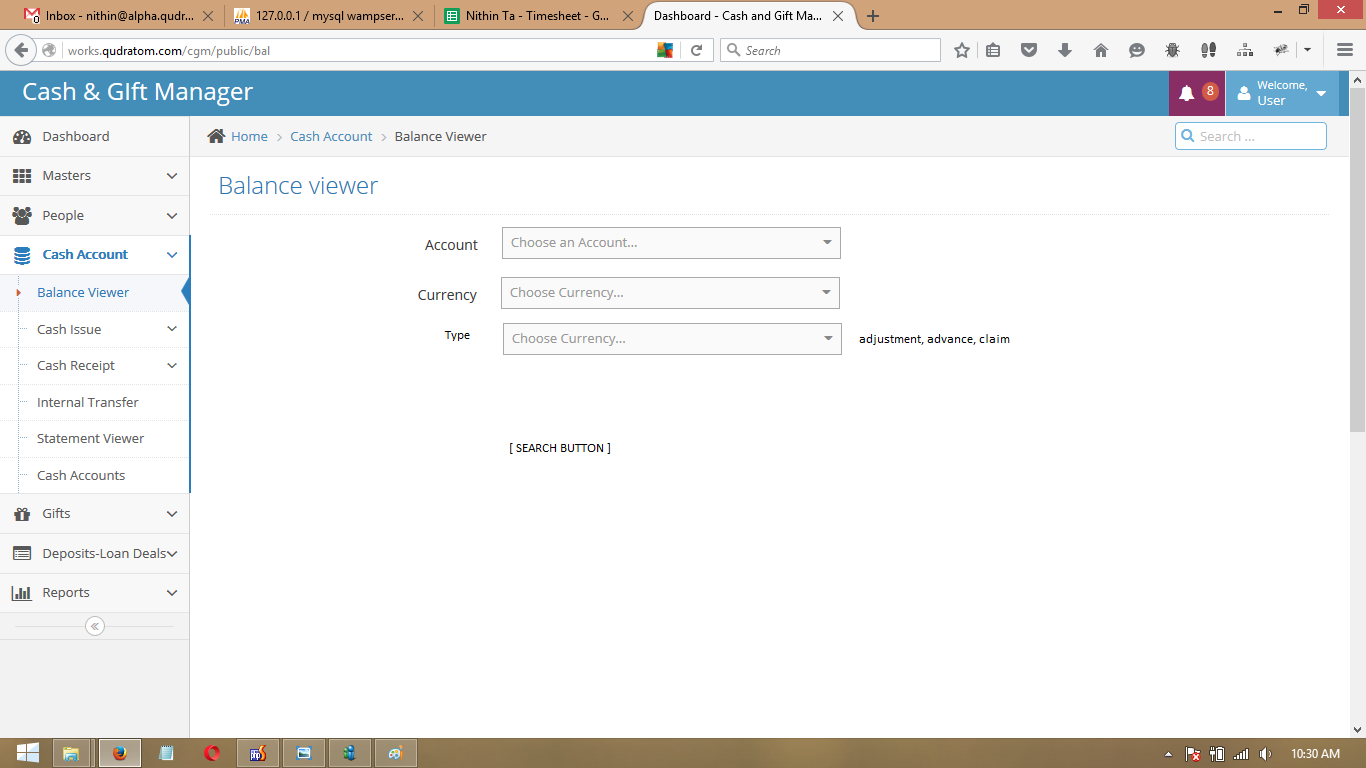 Inbox - nithin@alpha.qudr...
127.0.0.1 / mysql wampser...
Nithin Ta - Timesheet - G...
Dashboard - Cash and Gift Ma...
works.qudratom.com/cgm/public/bal
Search
Cash & GIft Manager
8
Welcome,
User
Dashboard
Masters
People
Cash Account
Balance Viewer
Cash Issue
Cash Receipt
Internal Transfer
Statement Viewer
Cash Accounts
Gifts
Deposits-Loan Deals
Reports
Home > Cash Account > Balance Viewer
Search ...
Balance viewer
Account Choose an Account...
Currency Choose Currency...
Type Choose Currency... adjustment, advance, claim
[ SEARCH BUTTON ]
10:30 AM